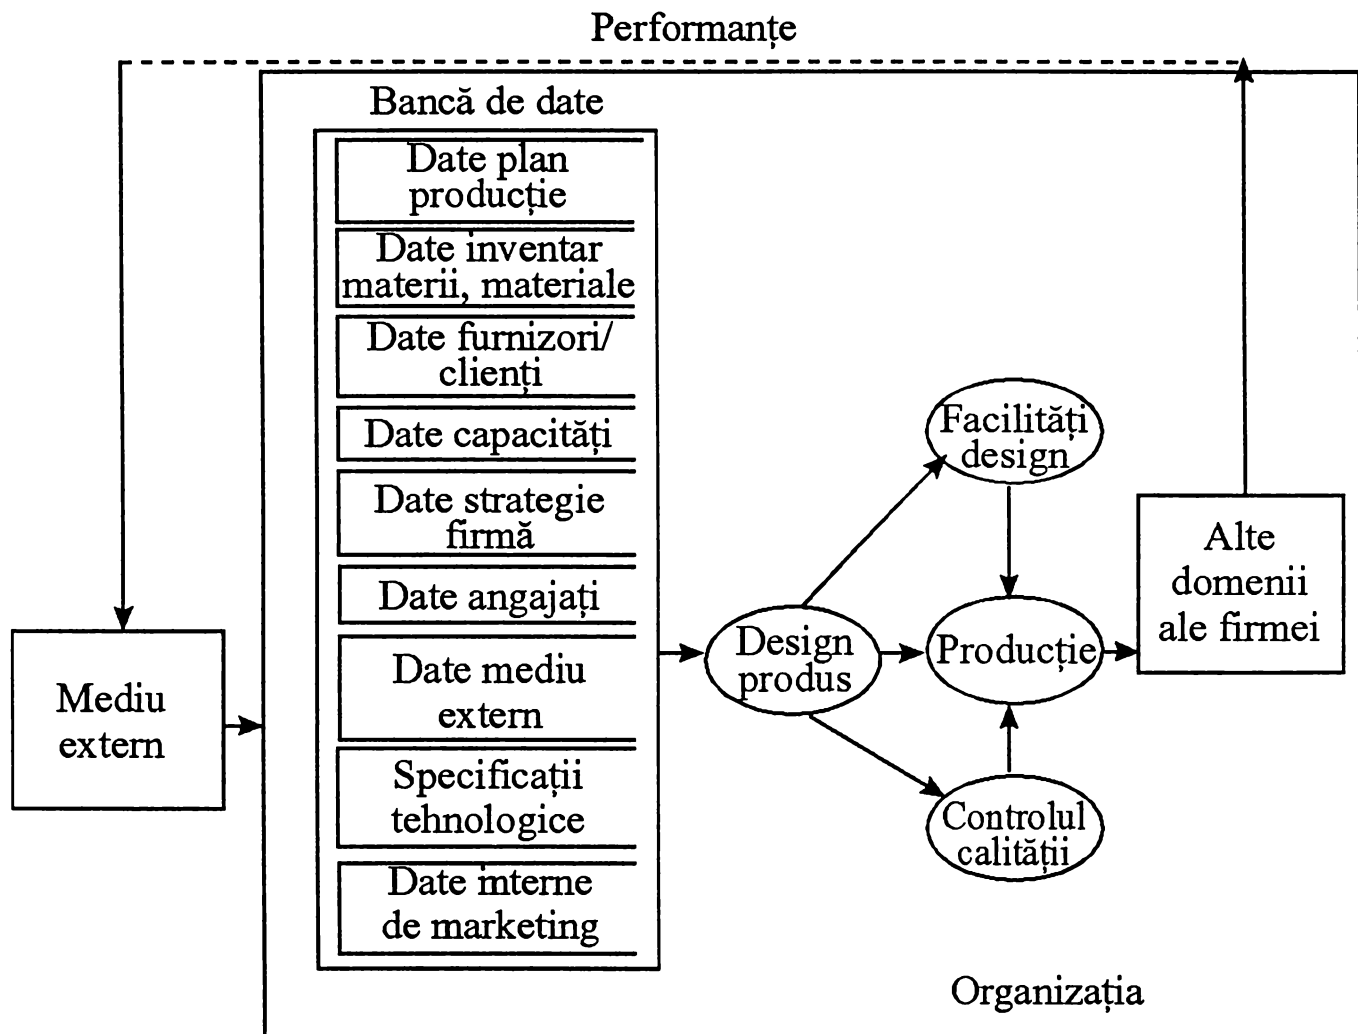 Performanțe
Bancă de date
Date plan
producție
Date inventar
materii, materiale
Date furnizori/
clienți
Date capacități
Date strategie
firmă
Date angajați
Date mediu
extern
Specificații
tehnologice
Date interne
de marketing
Mediu
extern
Design
produs
Facilități
design
Producție
Controlul
calității
Alte
domenii
ale firmei
Organizația